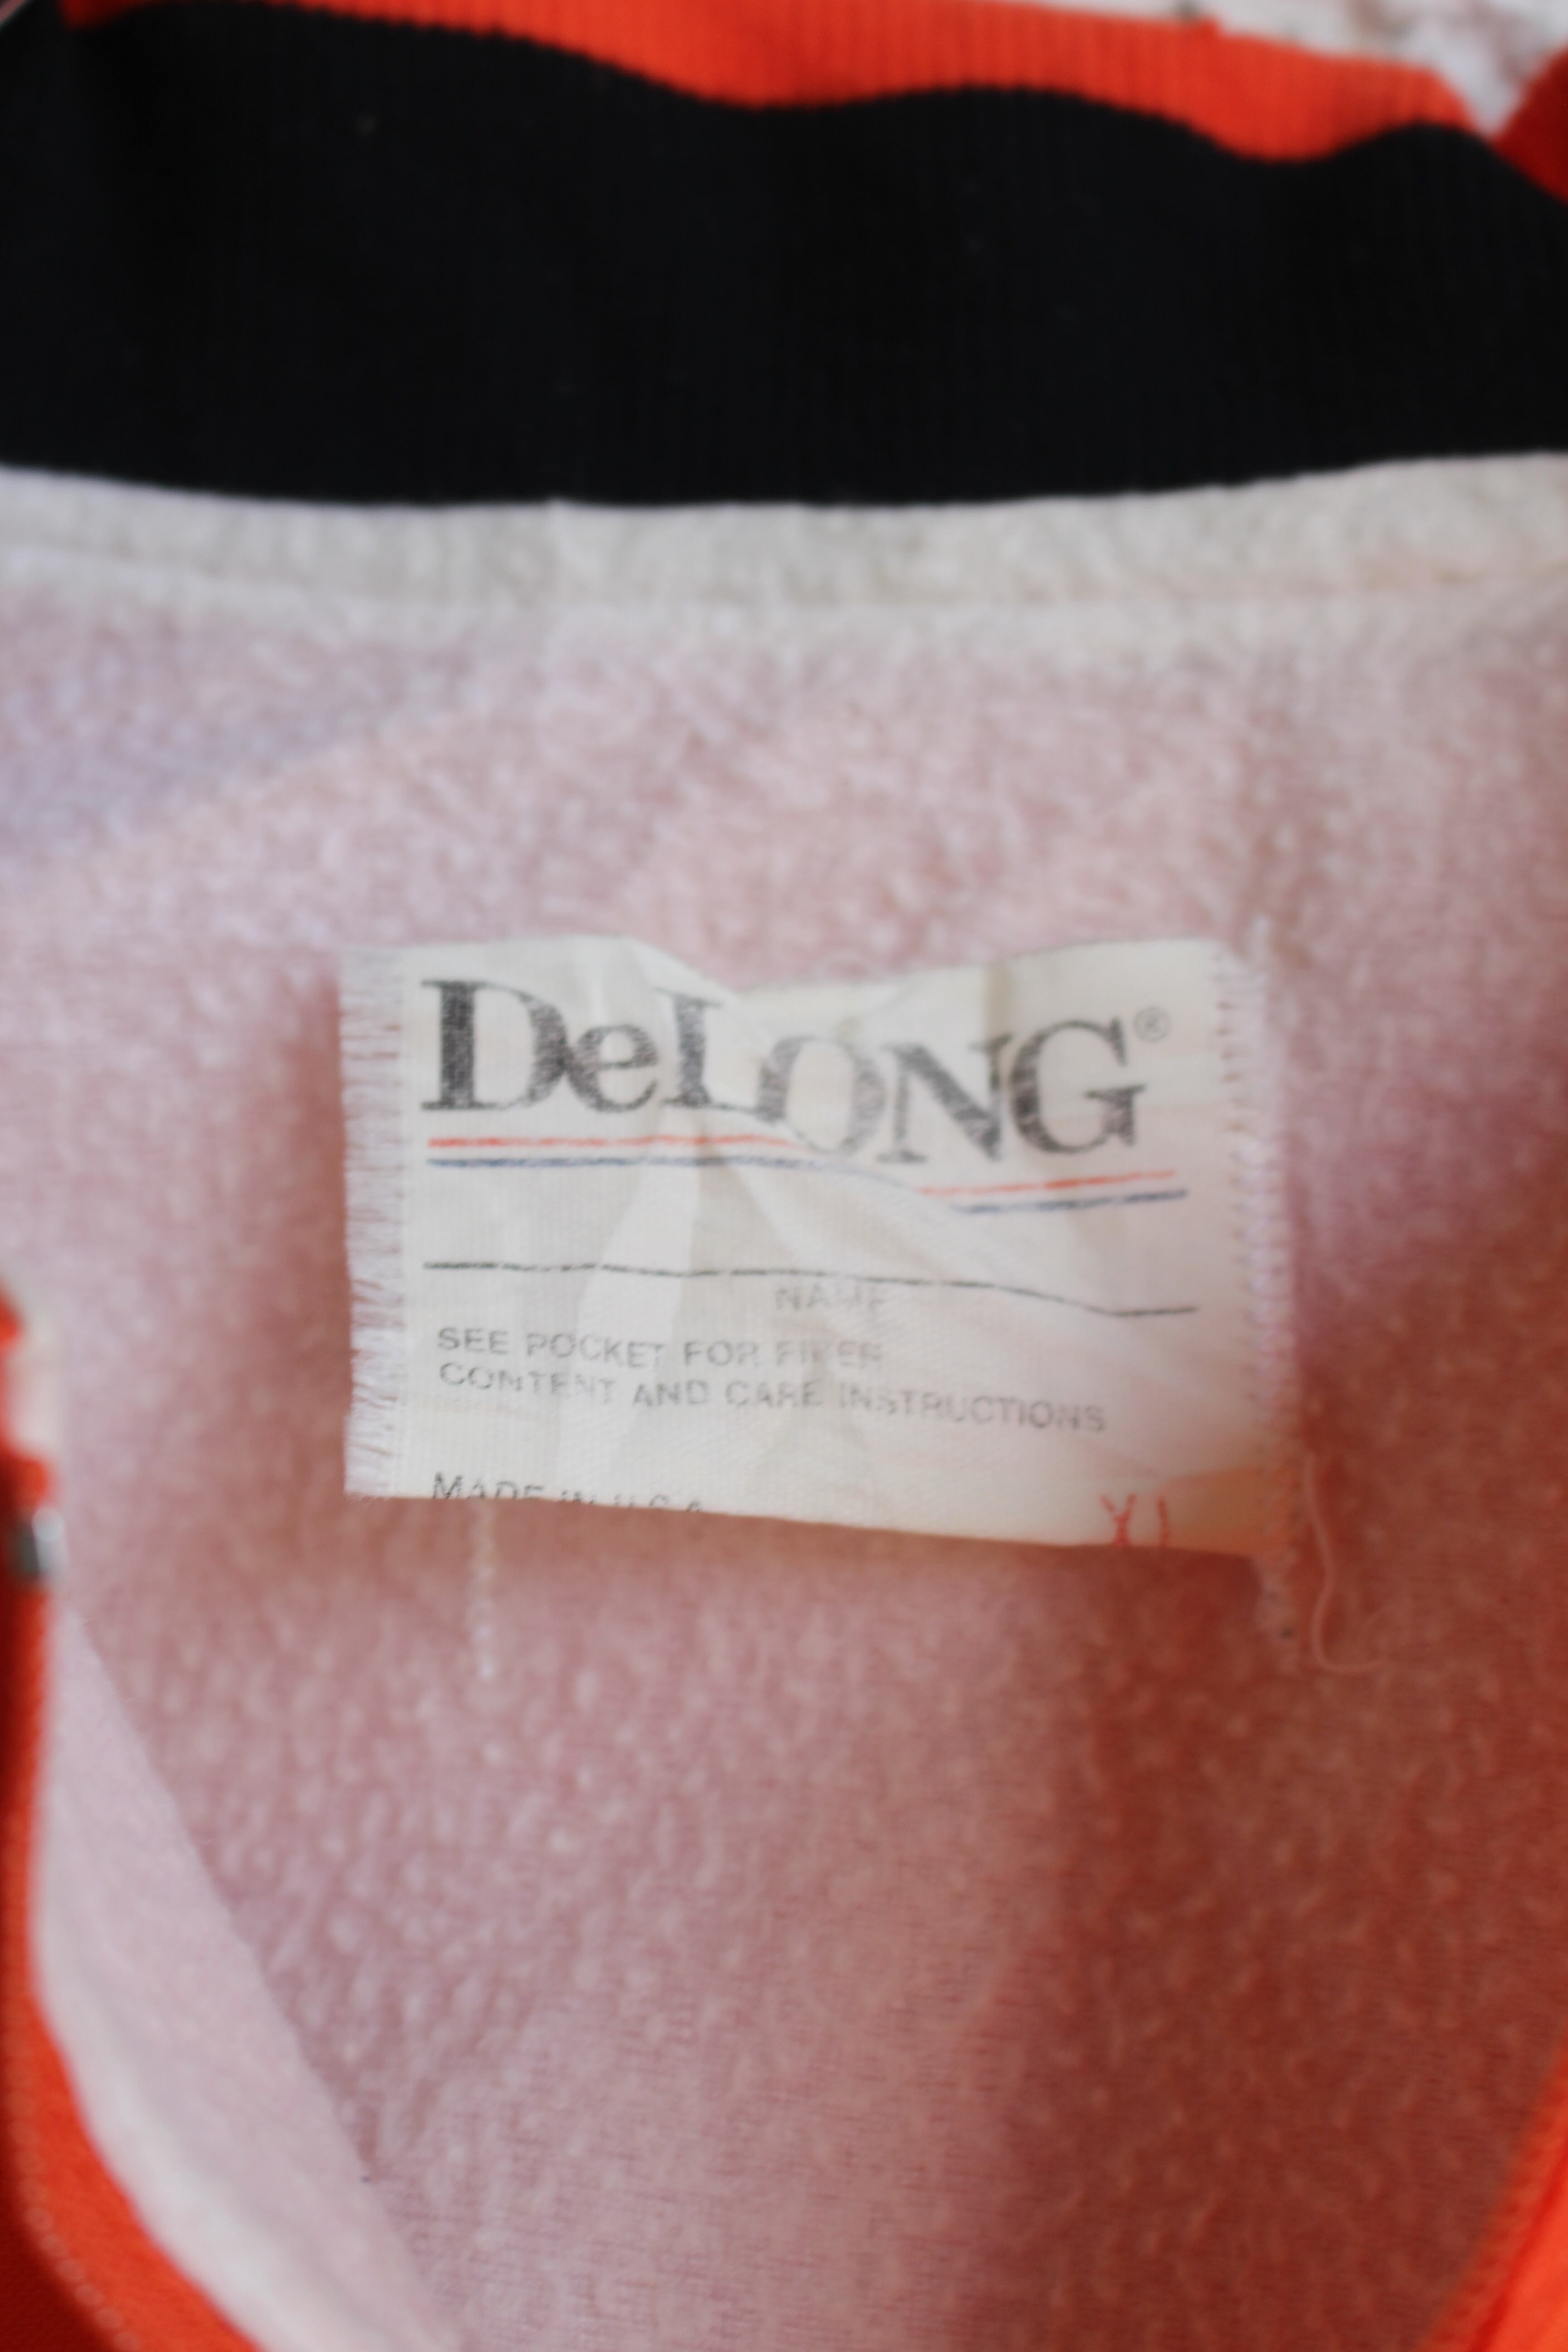 DeLONG®
NAME
SEE POCKET FOR FIBER
CONTENT AND CARE INSTRUCTIONS
MADE IN U.S.A.
XL